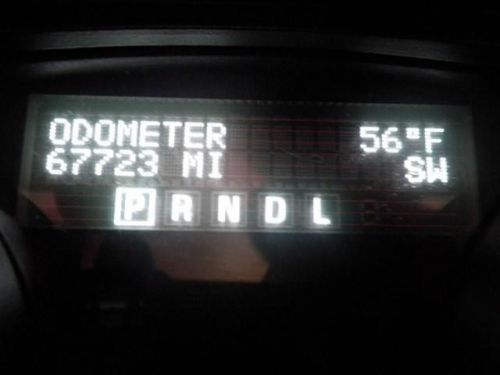 ODOMETER 56°F
67723 MI SW
P R N D L